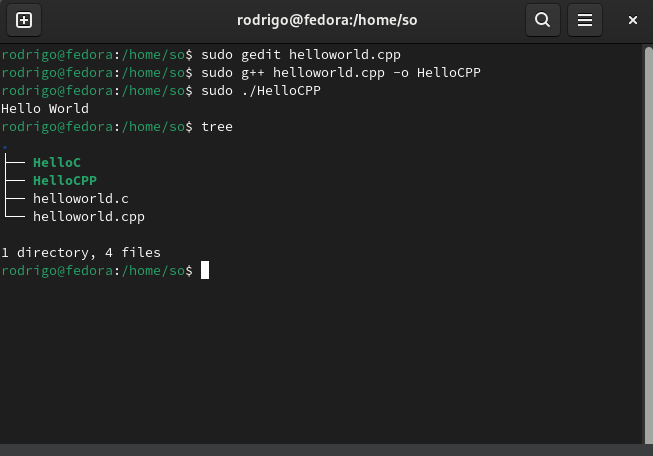 rodrigo@fedora:/home/so
rodrigo@fedora:/home/so$ sudo gedit helloworld.cpp
rodrigo@fedora:/home/so$ sudo g++ helloworld.cpp -o HelloCPP
rodrigo@fedora:/home/so$ sudo ./HelloCPP
Hello World
rodrigo@fedora:/home/so$ tree
.
├── HelloC
├── HelloCPP
├── helloworld.c
└── helloworld.cpp

1 directory, 4 files
rodrigo@fedora:/home/so$